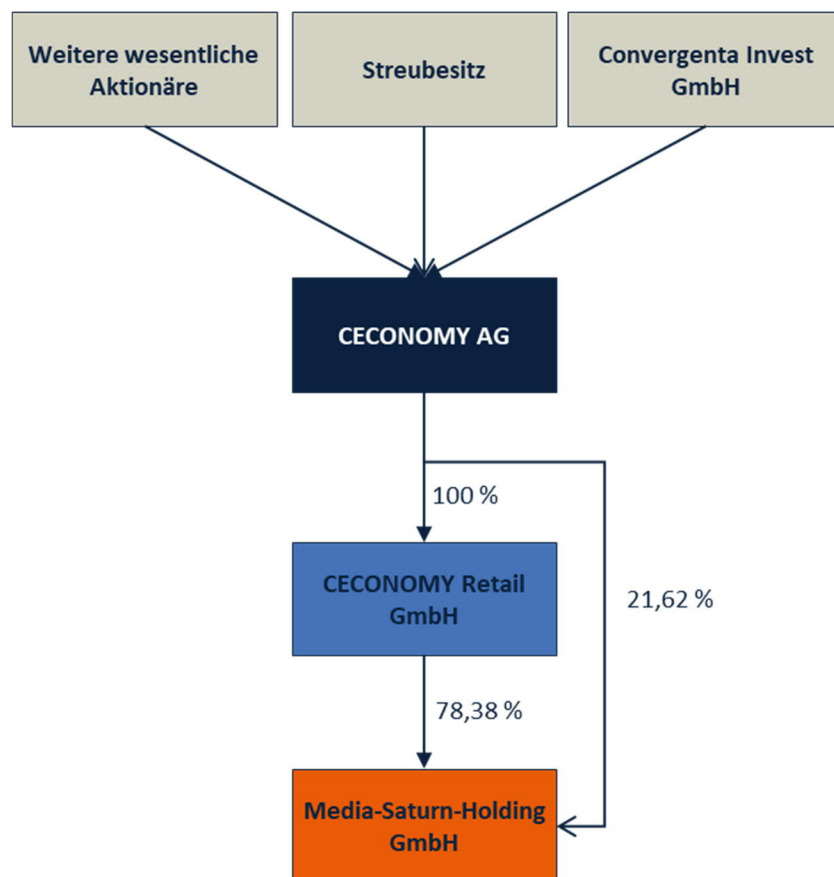 Weitere wesentliche
Aktionäre
Streubesitz
Convergenta Invest
GmbH
CECONOMY AG
100 %
CECONOMY Retail
GmbH
21,62 %
78,38 %
Media-Saturn-Holding
GmbH